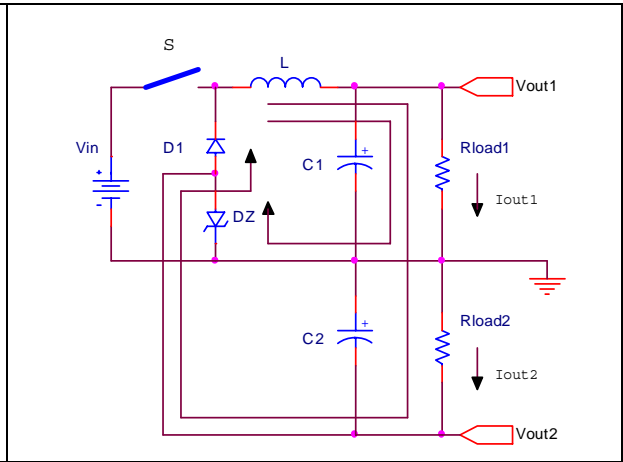 S
L
Vout1
Vin
D1
C1
Rload1
+
-
+
Iout1
DZ
C2
+
Rload2
Iout2
Vout2